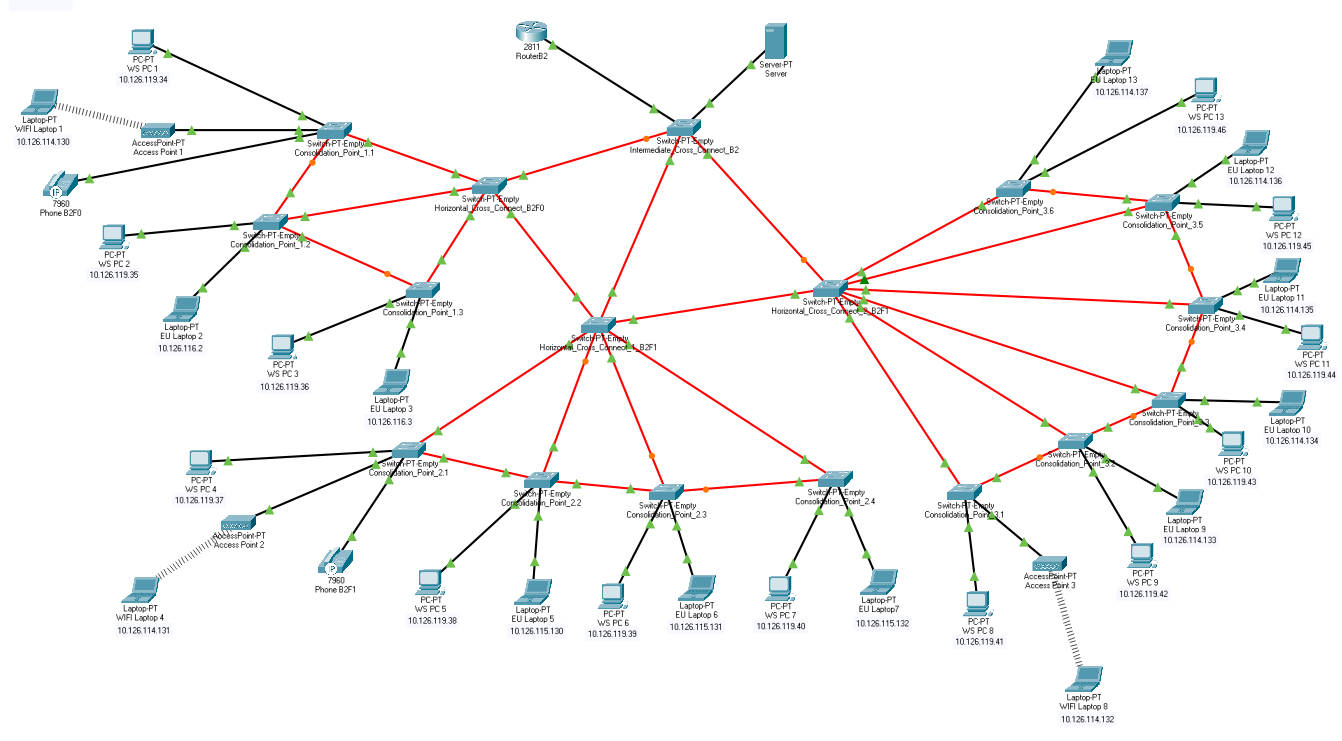 2811
RouterB2
Server-PT
Server
PC-PT
WS PC 1
10.126.119.34
Laptop-PT
WIFI Laptop 1
10.126.114.130
AccessPoint-PT
Access Point 1
7960
Phone B2F0
Switch-PT-Empty
Consolidation_Point_1.1
Switch-PT-Empty
Intermediate_Cross_Connect_B2
Switch-PT-Empty
Horizontal_Cross_Connect_B2F0
PC-PT
WS PC 2
10.126.119.35
Switch-PT-Empty
Consolidation_Point_1.2
Laptop-PT
EU Laptop 2
10.126.116.2
Switch-PT-Empty
Consolidation_Point_1.3
PC-PT
WS PC 3
10.126.119.36
Laptop-PT
EU Laptop 3
10.126.116.3
Switch-PT-Empty
Horizontal_Cross_Connect_1_B2F1
Switch-PT-Empty
Horizontal_Cross_Connect_2_B2F1
Laptop-PT
EU Laptop 13
10.126.114.137
PC-PT
WS PC 13
10.126.119.46
Laptop-PT
EU Laptop 12
10.126.114.136
Switch-PT-Empty
Consolidation_Point_3.6
Switch-PT-Empty
Consolidation_Point_3.5
PC-PT
WS PC 12
10.126.119.45
Laptop-PT
EU Laptop 11
10.126.114.135
Switch-PT-Empty
Consolidation_Point_3.4
PC-PT
WS PC 11
10.126.119.44
Switch-PT-Empty
Consolidation_Point_3.3
Laptop-PT
EU Laptop 10
10.126.114.134
PC-PT
WS PC 10
10.126.119.43
Switch-PT-Empty
Consolidation_Point_3.2
Laptop-PT
EU Laptop 9
10.126.114.133
PC-PT
WS PC 9
10.126.119.42
Switch-PT-Empty
Consolidation_Point_3.1
AccessPoint-PT
Access Point 3
PC-PT
WS PC 8
10.126.119.41
Laptop-PT
WIFI Laptop 8
10.126.114.132
PC-PT
WS PC 4
10.126.119.37
Switch-PT-Empty
Consolidation_Point_2.1
AccessPoint-PT
Access Point 2
Laptop-PT
WIFI Laptop 4
10.126.114.131
7960
Phone B2F1
Switch-PT-Empty
Consolidation_Point_2.2
PC-PT
WS PC 5
10.126.119.38
Laptop-PT
EU Laptop 5
10.126.115.130
Switch-PT-Empty
Consolidation_Point_2.3
PC-PT
WS PC 6
10.126.119.39
Laptop-PT
EU Laptop 6
10.126.115.131
Switch-PT-Empty
Consolidation_Point_2.4
PC-PT
WS PC 7
10.126.119.40
Laptop-PT
EU Laptop7
10.126.115.132